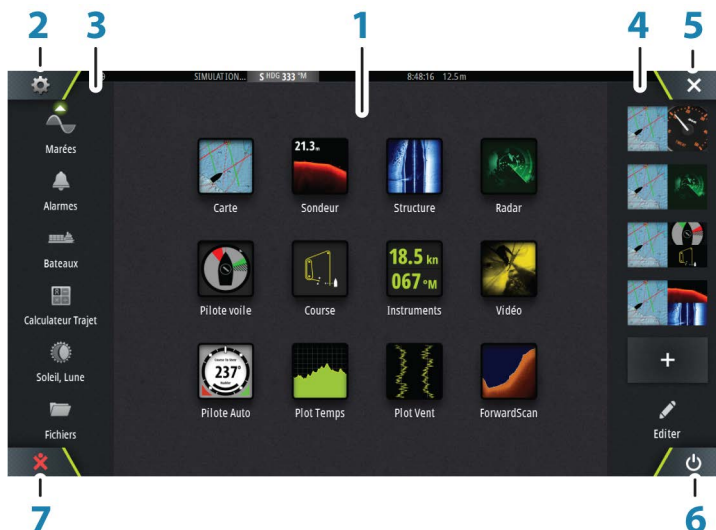 2
3
1
4
5
9
SIMULATION... S HDG 333 °M
8:48:16 12.5 m
Marées
Alarmes
Bateaux
Calculateur Trajet
Soleil, Lune
Fichiers
21.3
Carte
Sondeur
Structure
Radar
18.5 kn
067 °M
Pilote voile
Course
Instruments
Vidéo
237°
Pilote Auto
Plot Temps
Plot Vent
ForwardScan
+
Editer
7
6